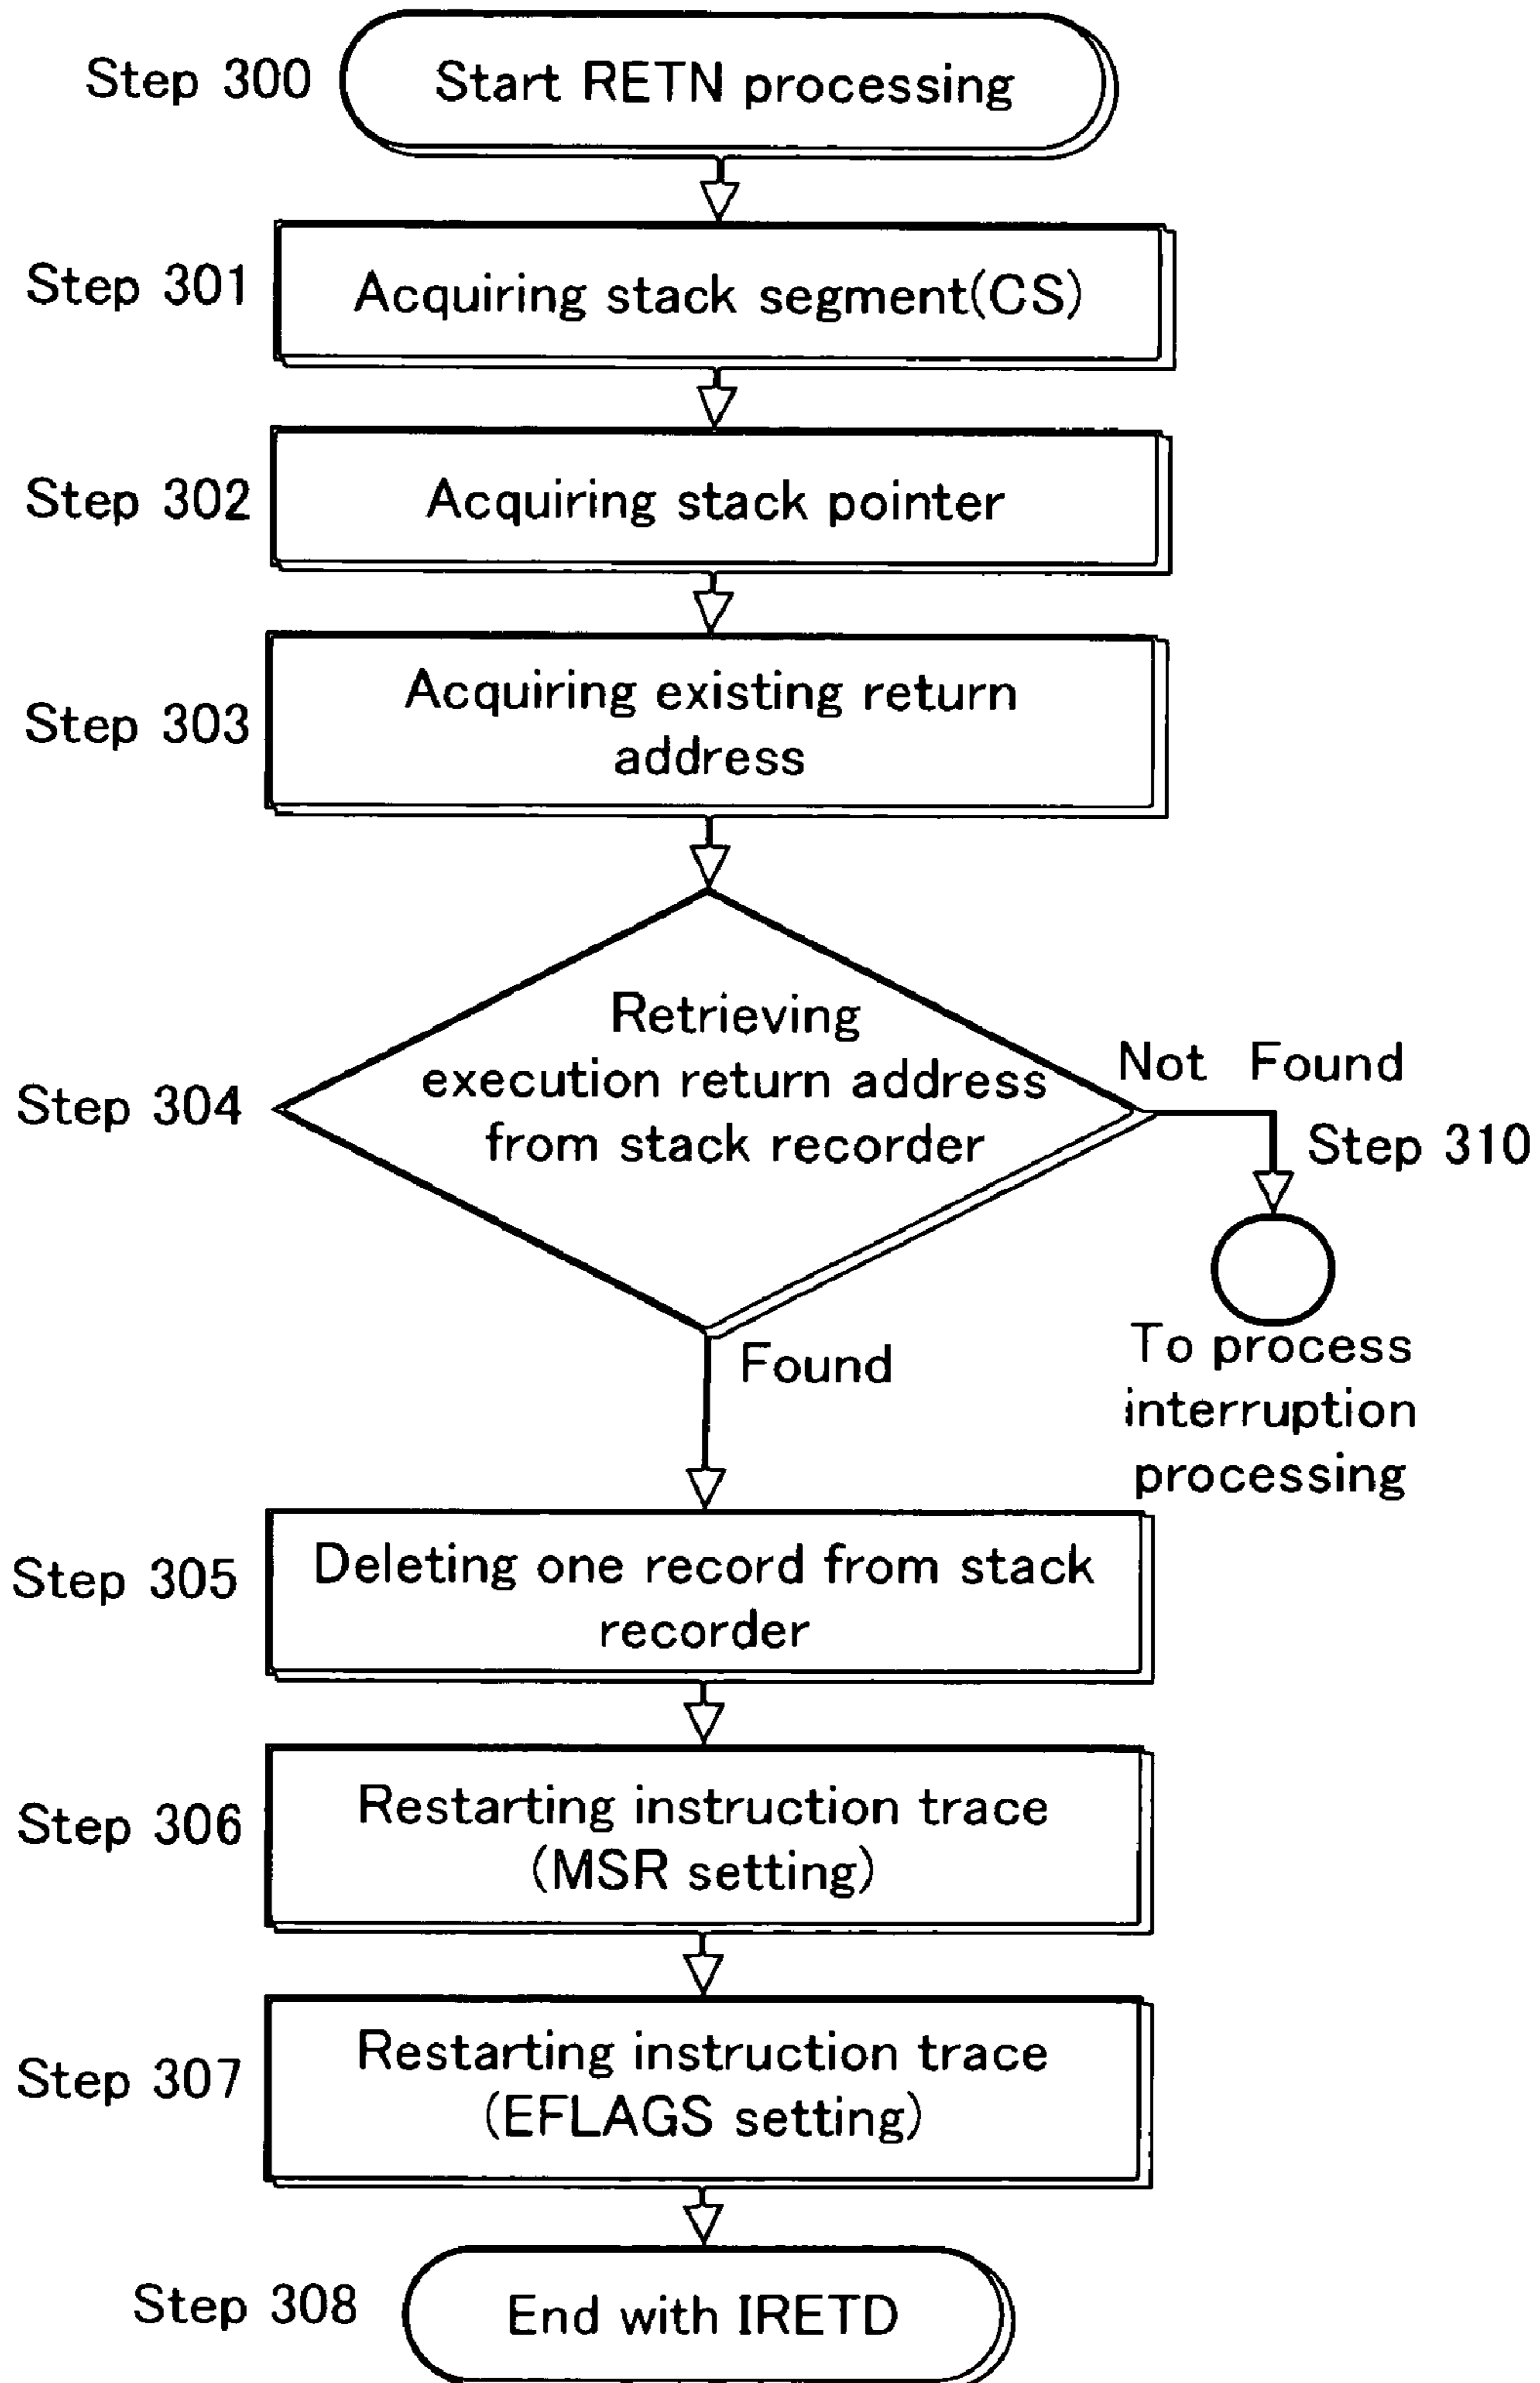 Step 300
Start RETN processing
Step 301
Acquiring stack segment(CS)
Step 302
Acquiring stack pointer
Step 303
Acquiring existing return
address
Step 304
Retrieving
execution return address
from stack recorder
Not Found
Step 310
To process
interruption
processing
Found
Step 305
Deleting one record from stack
recorder
Step 306
Restarting instruction trace
(MSR setting)
Step 307
Restarting instruction trace
(EFLAGS setting)
Step 308
End with IRETD